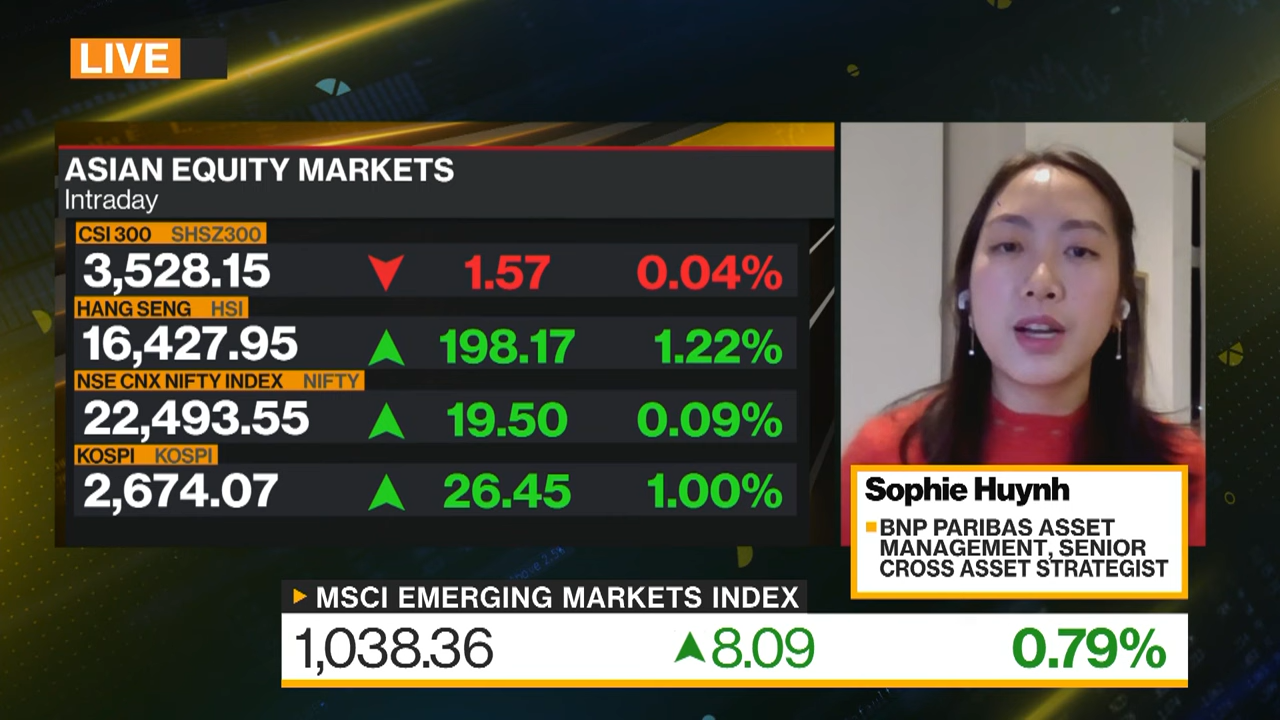 LIVE
ASIAN EQUITY MARKETS
Intraday
CSI 300 SHSZ300
3,528.15 1.57 0.04%
HANG SENG HSI
16,427.95 198.17 1.22%
NSE CNX NIFTY INDEX NIFTY
22,493.55 19.50 0.09%
KOSPI KOSPI
2,674.07 26.45 1.00%
Sophie Huynh
BNP PARIBAS ASSET
MANAGEMENT, SENIOR
CROSS ASSET STRATEGIST
MSCI EMERGING MARKETS INDEX
1,038.36 8.09 0.79%